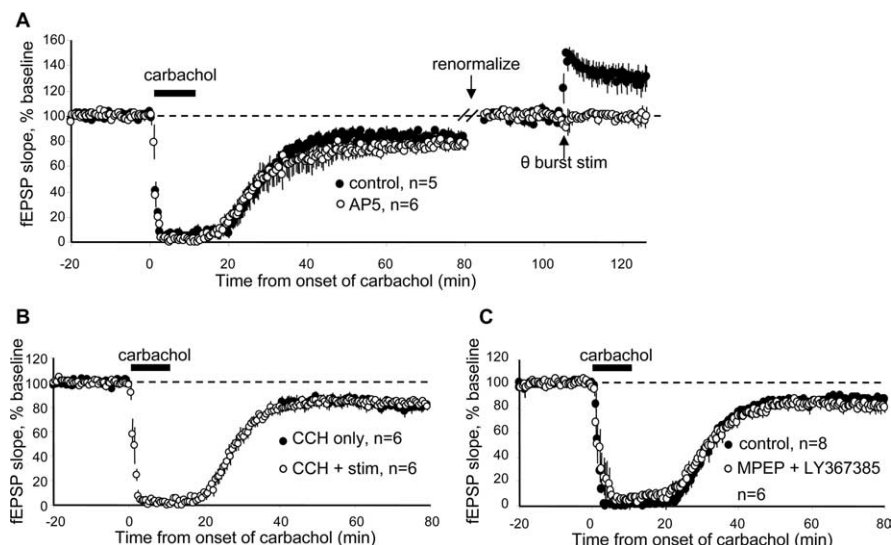 A
fEPSP slope, % baseline
160
140
120
100
80
60
40
20
0
carbachol
renormalize
control, n=5
AP5, n=6
θ burst stim
-20 0 20 40 60 80 100 120
Time from onset of carbachol (min)
B
fEPSP slope, % baseline
120
100
80
60
40
20
0
carbachol
CCH only, n=6
CCH + stim, n=6
-20 0 20 40 60 80
Time from onset of carbachol (min)
C
fEPSP slope, % baseline
120
100
80
60
40
20
0
carbachol
control, n=8
MPEP + LY367385
n=6
-20 0 20 40 60 80
Time from onset of carbachol (min)